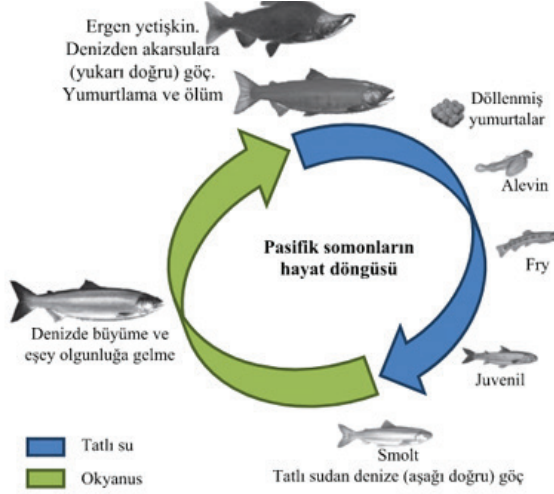 Ergen yetişkin.
Denizden akarsulara
(yukarı doğru) göç.
Yumurtlama ve ölüm
Döllenmiş
yumurtalar
Alevin
Fry
Juvenil
Smolt
Tatlı sudan denize (aşağı doğru) göç
Denizde büyüme ve
eşey olgunluğa gelme
Pasifik somonların
hayat döngüsü
Tatlı su
Okyanus